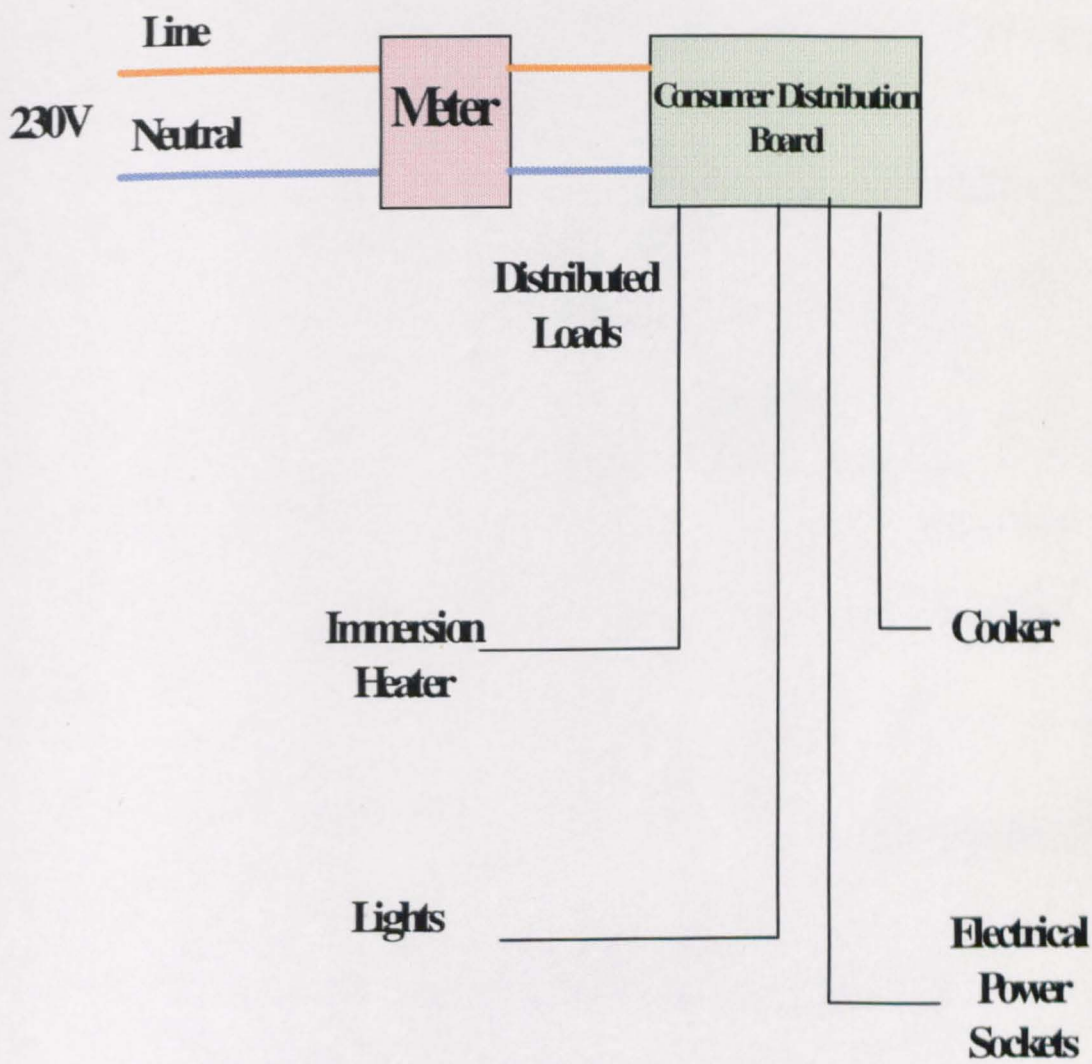 Line
230V
Neutral
Meter
Consumer Distribution
Board
Distributed
Loads
Immersion
Heater
Cooker
Lights
Electrical
Power
Sockets